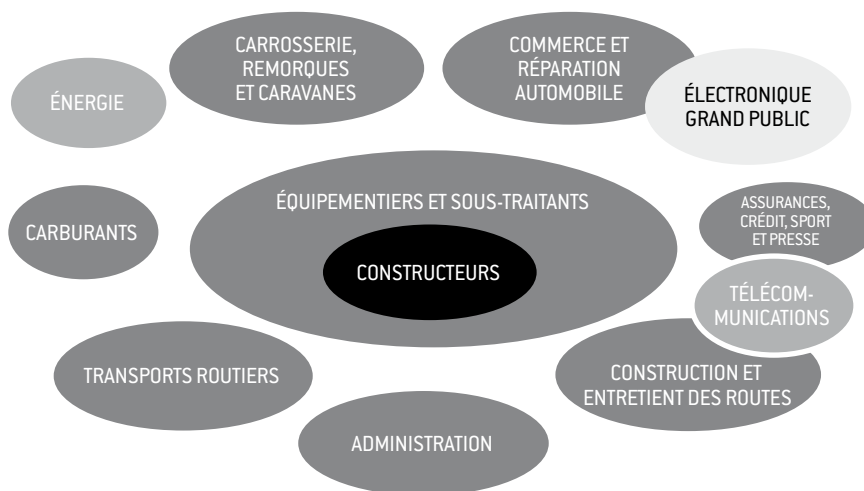 CARROSSERIE,
REMORQUES
ET CARAVANES
COMMERCE ET
RÉPARATION
AUTOMOBILE
ÉNERGIE
ÉLECTRONIQUE
GRAND PUBLIC
ÉQUIPEMENTIERS ET SOUS-TRAITANTS
CONSTRUCTEURS
CARBURANTS
ASSURANCES,
CRÉDIT, SPORT
ET PRESSE
TÉLÉCOM-
MUNICATIONS
TRANSPORTS ROUTIERS
CONSTRUCTION ET
ENTRETIENT DES ROUTES
ADMINISTRATION